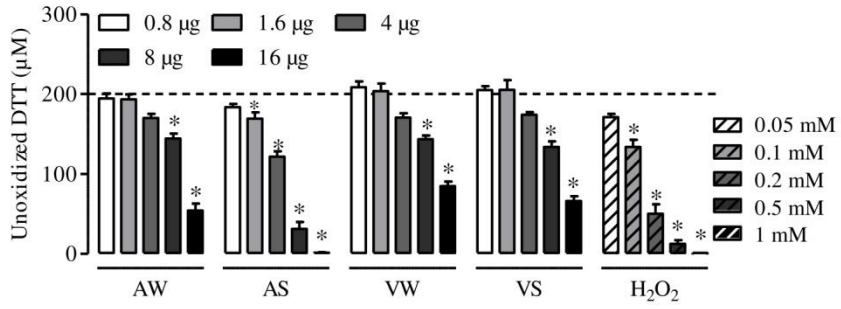 Unoxidized DTT (µM)
300
200
100
0
0.8 µg 1.6 µg 4 µg
8 µg 16 µg
* * * * * * * * * * * * * *
AW AS VW VS H₂O₂
0.05 mM
0.1 mM
0.2 mM
0.5 mM
1 mM